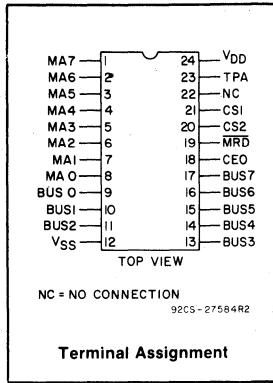 MA7 1 24 VDD
MA6 2 23 TPA
MA5 3 22 NC
MA4 4 21 CS1
MA3 5 20 CS2
MA2 6 19 MRD
MA1 7 18 CEO
MA0 8 17 BUS7
BUS 0 9 16 BUS6
BUS1 10 15 BUS5
BUS2 11 14 BUS4
VSS 12 13 BUS3
TOP VIEW
NC = NO CONNECTION
92CS-27584R2
Terminal Assignment